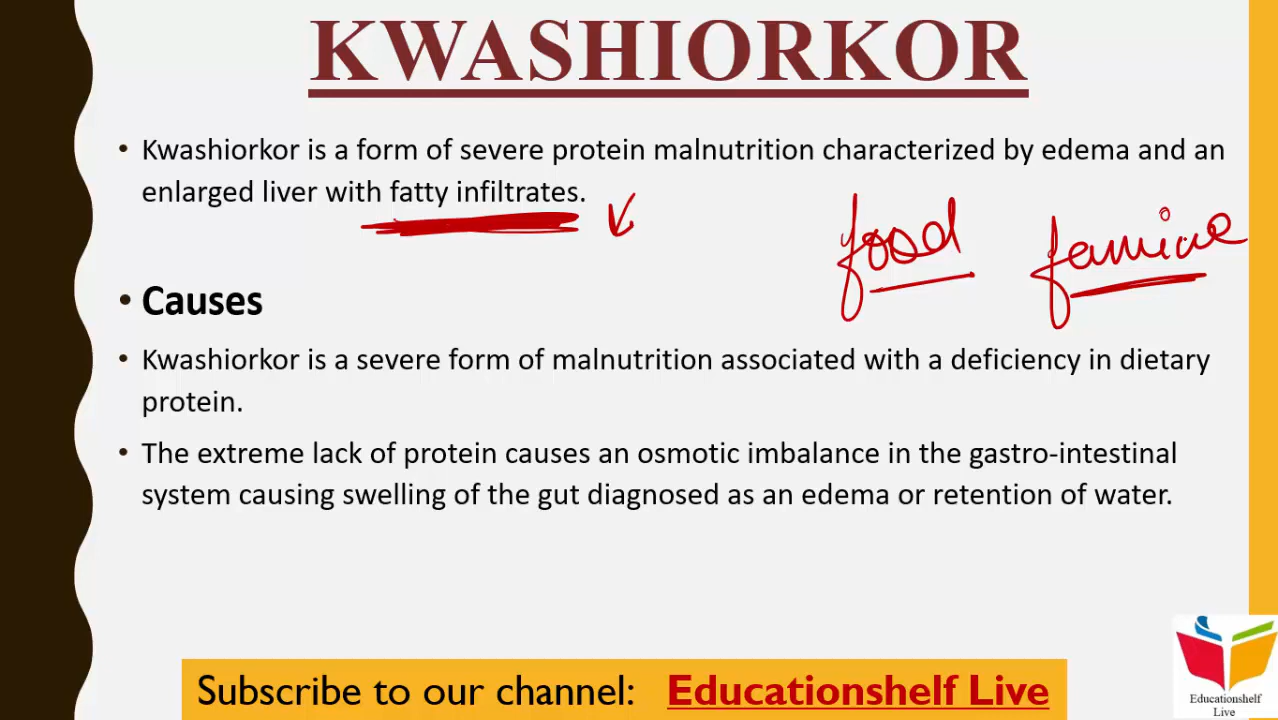 KWASHIORKOR
• Kwashiorkor is a form of severe protein malnutrition characterized by edema and an
enlarged liver with fatty infiltrates.
food famine
• Causes
• Kwashiorkor is a severe form of malnutrition associated with a deficiency in dietary
protein.
• The extreme lack of protein causes an osmotic imbalance in the gastro-intestinal
system causing swelling of the gut diagnosed as an edema or retention of water.
Subscribe to our channel: Educationshelf Live
Educationshelf
Live